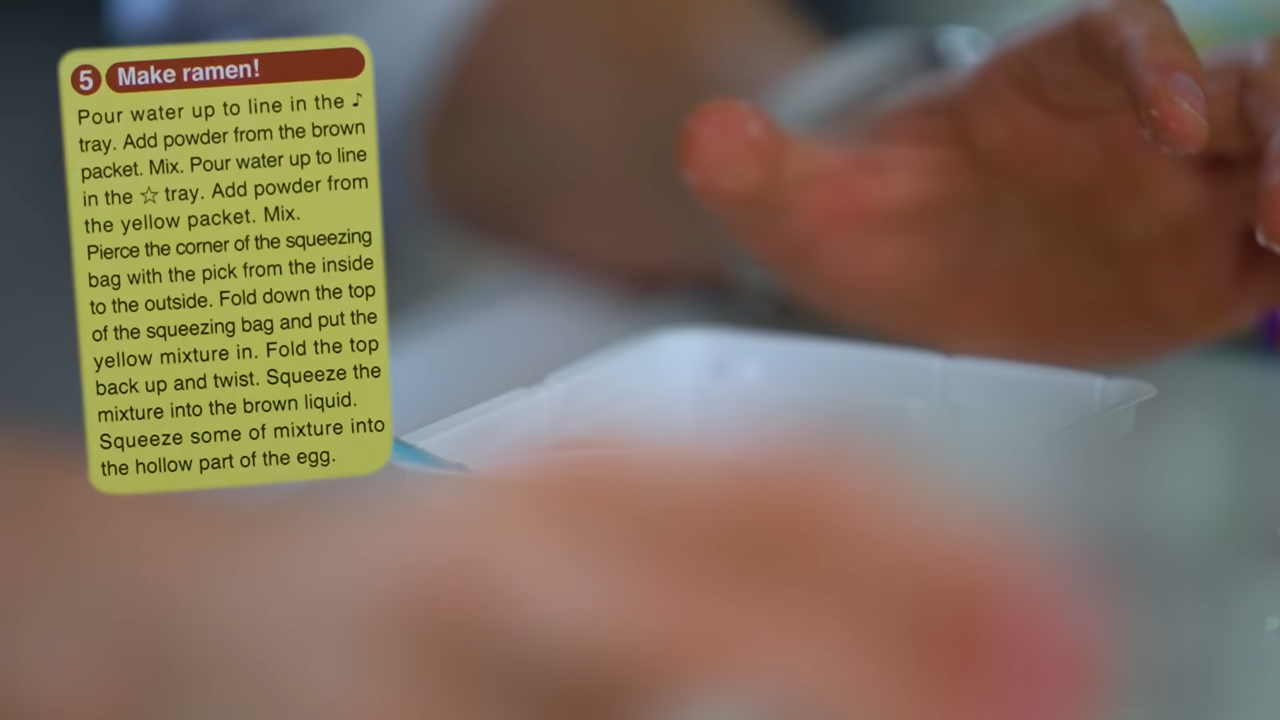 5 Make ramen!
Pour water up to line in the ♪
tray. Add powder from the brown
packet. Mix. Pour water up to line
in the ☆ tray. Add powder from
the yellow packet. Mix.
Pierce the corner of the squeezing
bag with the pick from the inside
to the outside. Fold down the top
of the squeezing bag and put the
yellow mixture in. Fold the top
back up and twist. Squeeze the
mixture into the brown liquid.
Squeeze some of mixture into
the hollow part of the egg.